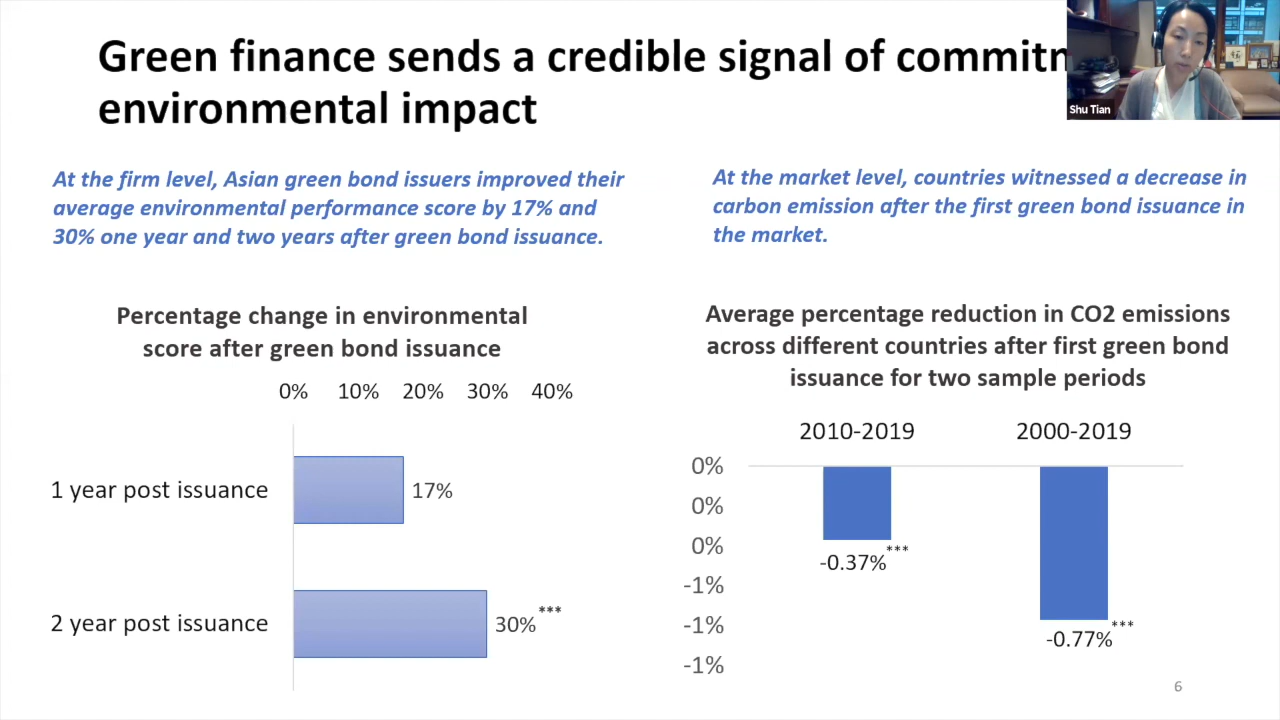 Green finance sends a credible signal of
environmental impact
Shu Tian
At the firm level, Asian green bond issuers improved their
average environmental performance score by 17% and
30% one year and two years after green bond issuance.
At the market level, countries witnessed a decrease in
carbon emission after the first green bond issuance in
the market.
Percentage change in environmental
score after green bond issuance
0% 10% 20% 30% 40%
1 year post issuance 17%
2 year post issuance 30% ***
Average percentage reduction in CO2 emissions
across different countries after first green bond
issuance for two sample periods
2010-2019 2000-2019
0%
0%
0%
-1%
-1%
-1%
-0.37% ***
-0.77% ***
6